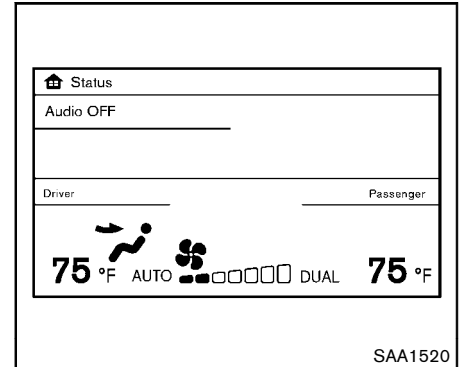 Status
Audio OFF
Driver Passenger
75 °F AUTO DUAL 75 °F
SAA1520